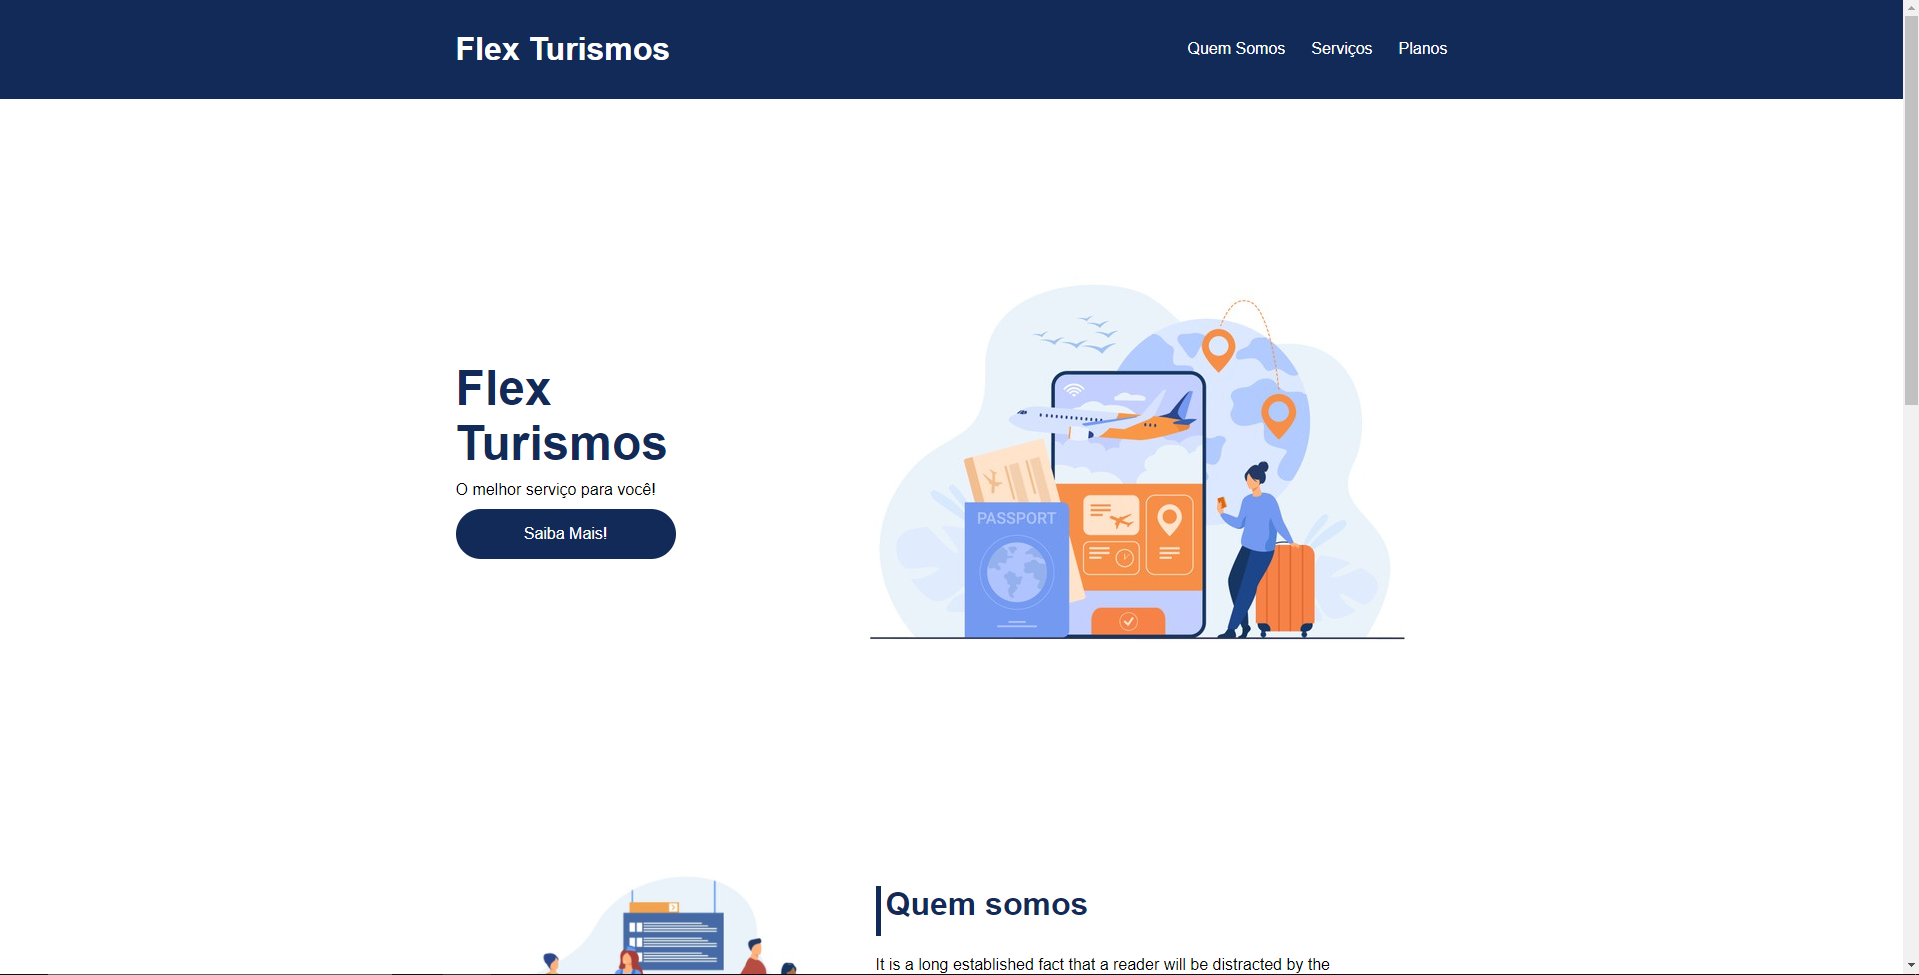 Flex Turismos
Quem Somos Serviços Planos
Flex
Turismos
O melhor serviço para você!
Saiba Mais!
PASSPORT
Quem somos
It is a long established fact that a reader will be distracted by the